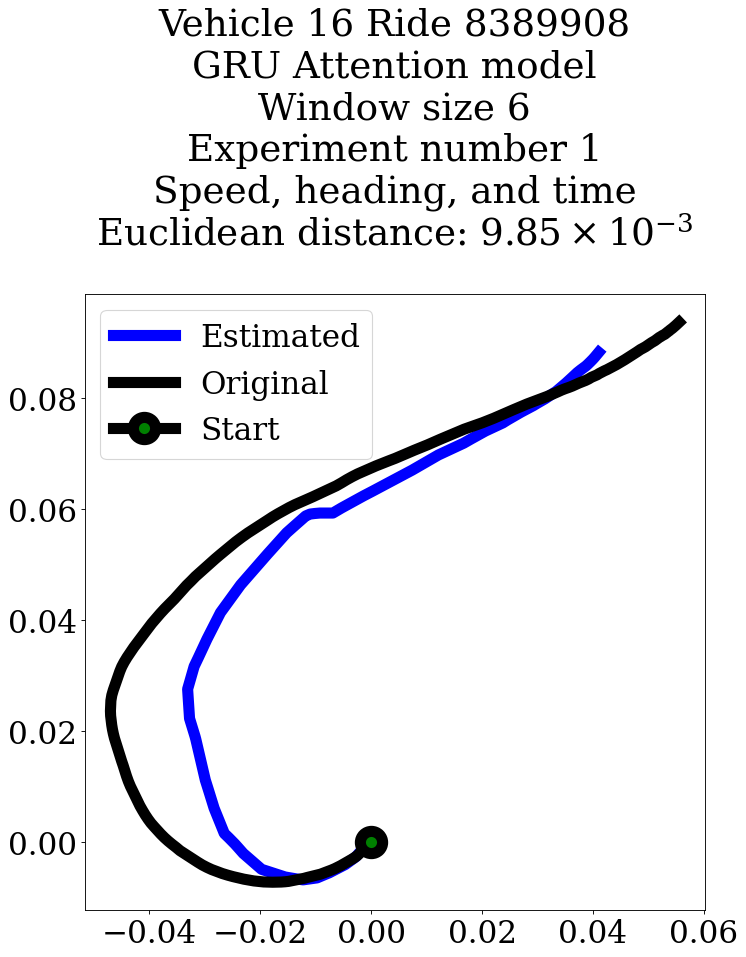 Vehicle 16 Ride 8389908
GRU Attention model
Window size 6
Experiment number 1
Speed, heading, and time
Euclidean distance: 9.85 × 10⁻³
Estimated
Original
Start
0.08
0.06
0.04
0.02
0.00
−0.04 −0.02 0.00 0.02 0.04 0.06